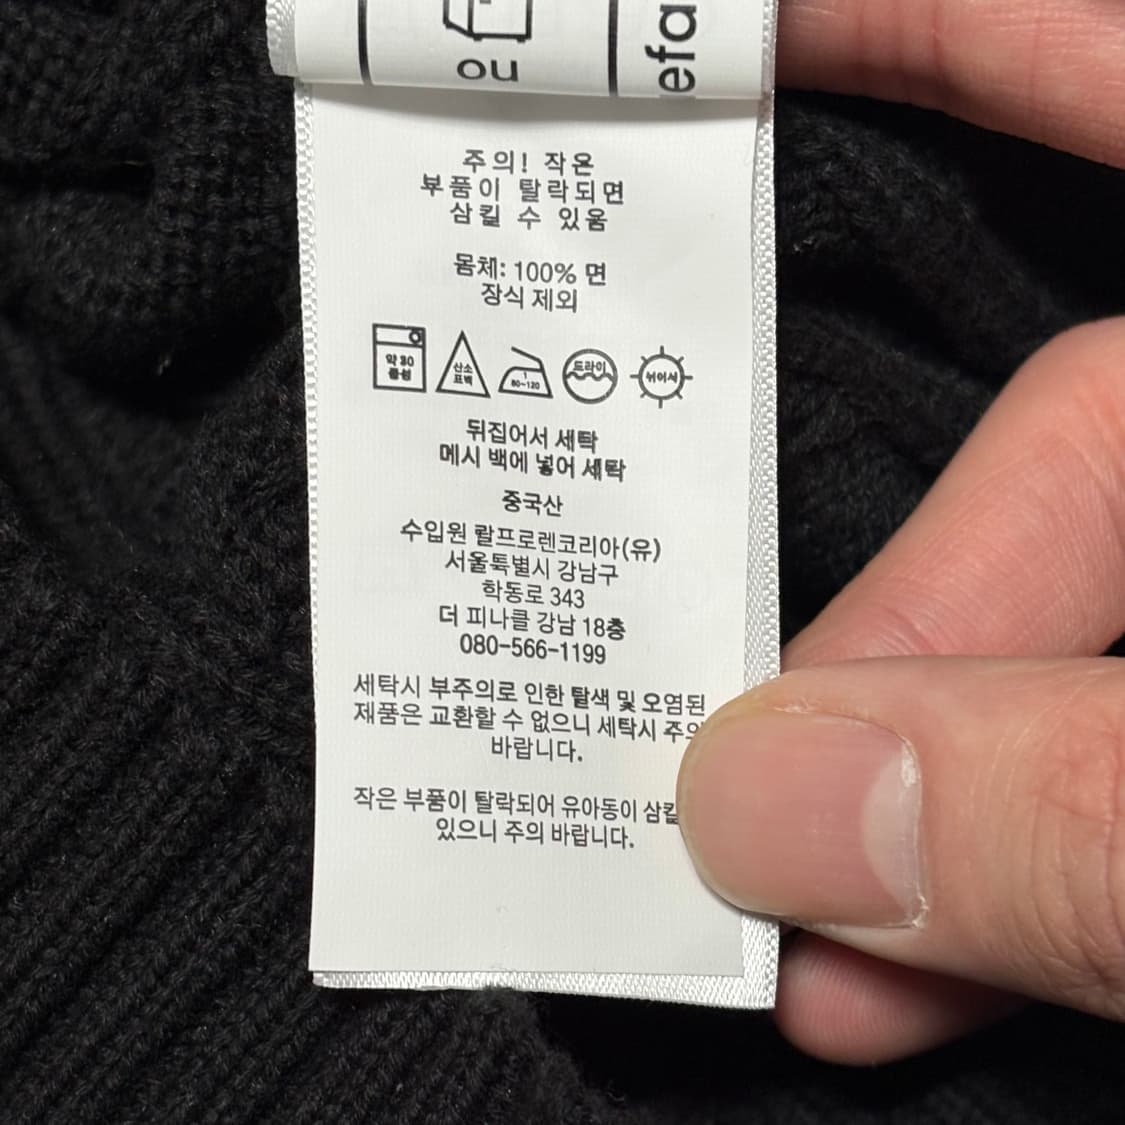 ou
efa
주의! 작은
부품이 탈락되면
삼킬 수 있움
몸체: 100% 면
장식 제외
약 30
중성
산소
표백
1
80~120
드라이
뉘어서
뒤집어서 세탁
메시 백에 넣어 세탁
중국산
수입원 랄프로렌코리아(유)
서울특별시 강남구
학동로 343
더 피나클 강남 18층
080-566-1199
세탁시 부주의로 인한 탈색 및 오염된
제품은 교환할 수 없으니 세탁시 주의
바랍니다.
작은 부품이 탈락되어 유아동이 삼킬
있으니 주의 바랍니다.